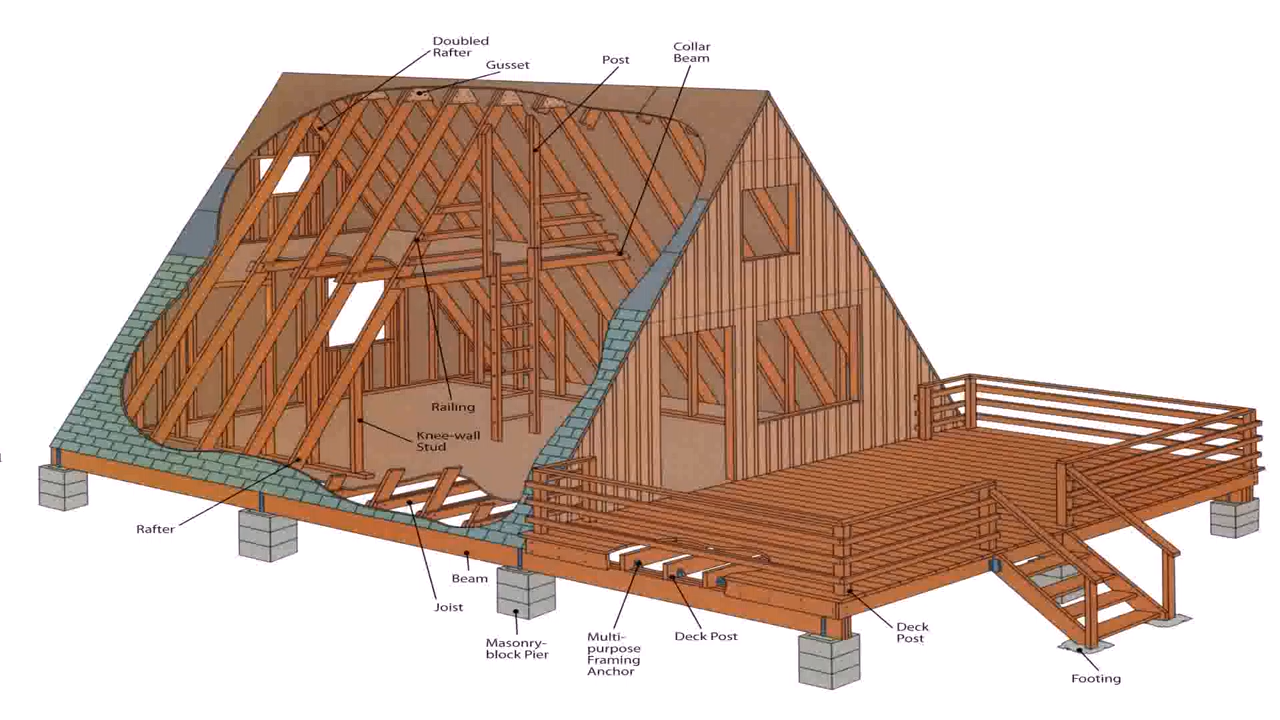 Doubled
Rafter
Gusset
Post
Collar
Beam
Railing
Knee-wall
Stud
Rafter
Beam
Joist
Masonry-
block Pier
Multi-
purpose
Framing
Anchor
Deck Post
Deck
Post
Footing